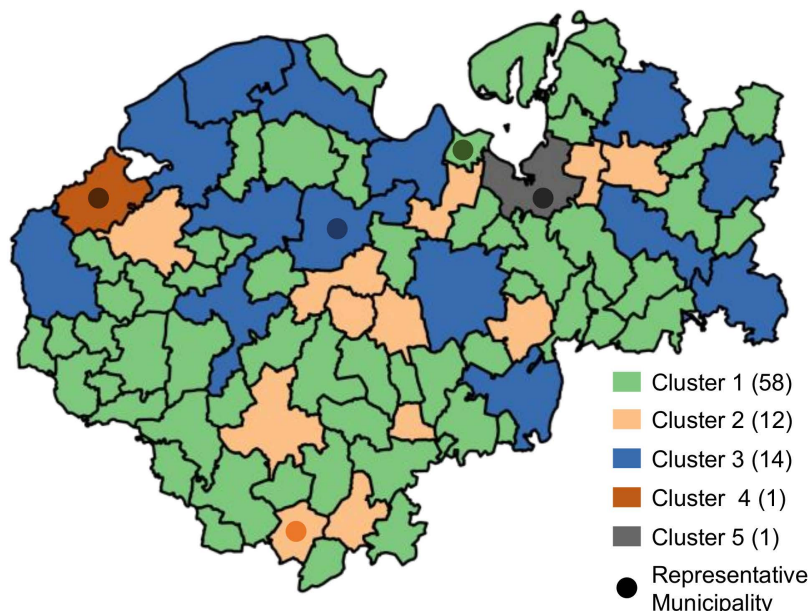 Cluster 1 (58)
Cluster 2 (12)
Cluster 3 (14)
Cluster 4 (1)
Cluster 5 (1)
Representative
Municipality